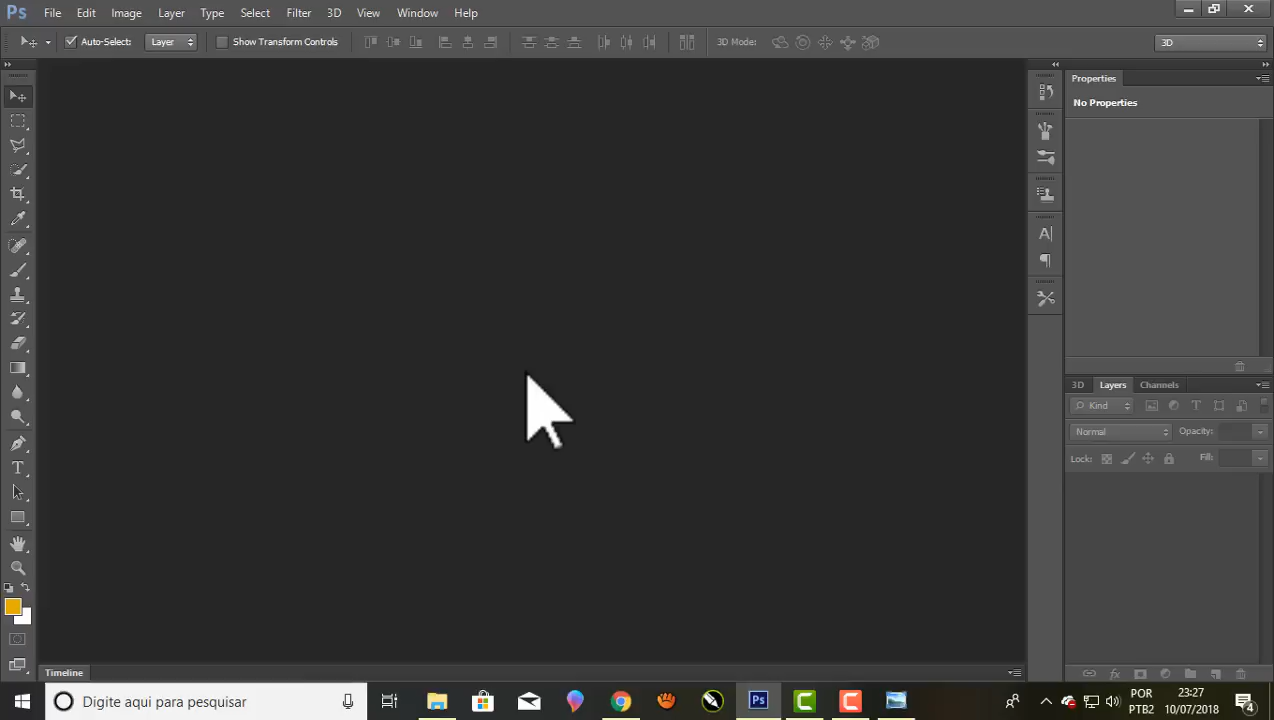 Ps File Edit Image Layer Type Select Filter 3D View Window Help
Auto-Select: Layer Show Transform Controls 3D Mode: 3D
Properties
No Properties
3D Layers Channels
Kind
Normal Opacity:
Lock: Fill:
Timeline
Digite aqui para pesquisar
Ps
POR
PTB2
23:27
10/07/2018
4